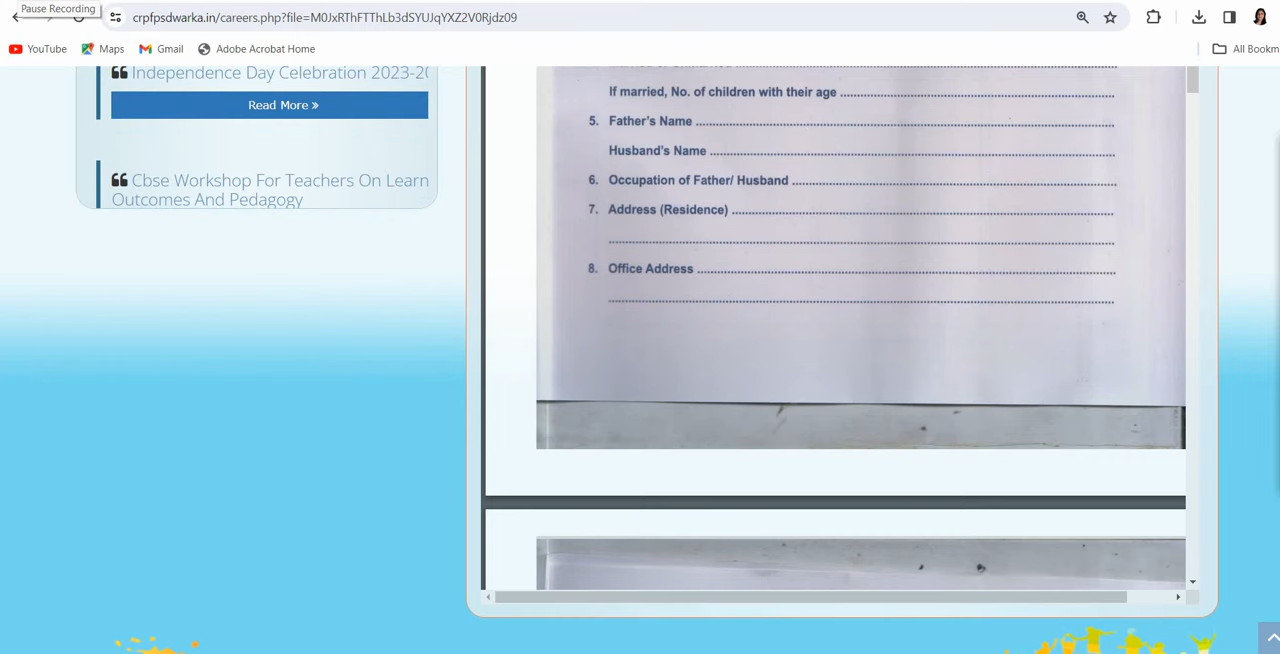 Pause Recording
crpfpsdwarka.in/careers.php?file=M0JxRThFTThLb3dSYUJqYXZ2V0Rjdz09
YouTube
Maps
Gmail
Adobe Acrobat Home
All Bookm
Independence Day Celebration 2023-20
Read More »
Cbse Workshop For Teachers On Learn
Outcomes And Pedagogy
If married, No. of children with their age
5. Father's Name
Husband's Name
6. Occupation of Father/ Husband
7. Address (Residence)
8. Office Address